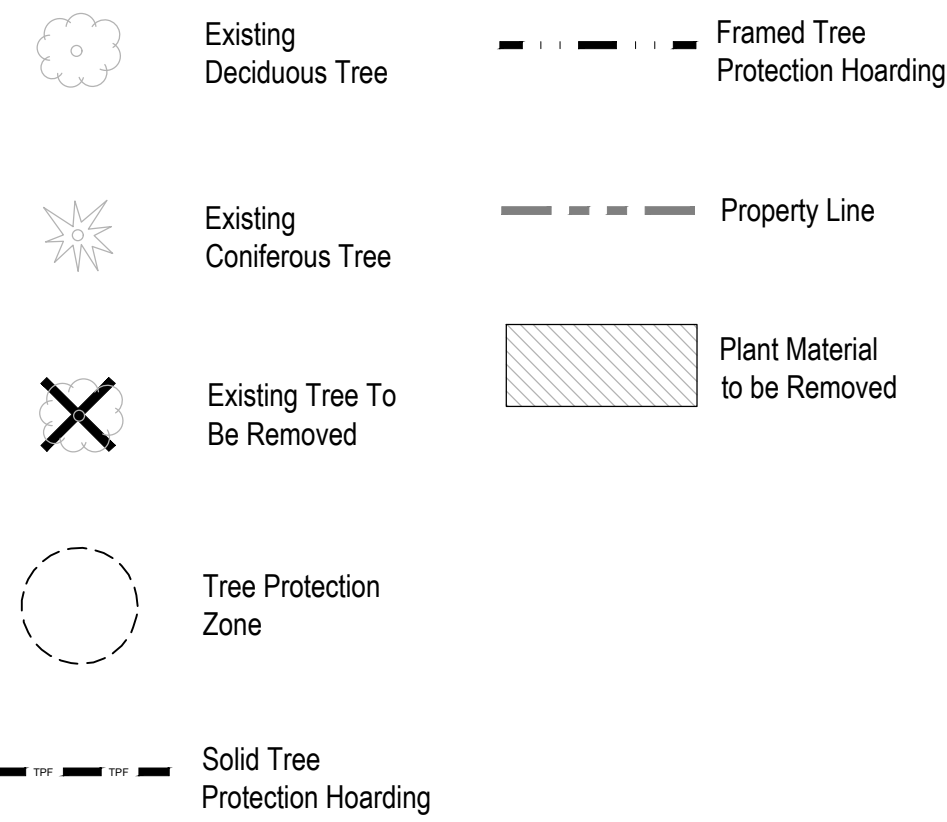 Existing
Deciduous Tree
Existing
Coniferous Tree
Existing Tree To
Be Removed
Tree Protection
Zone
TPF TPF
Solid Tree
Protection Hoarding
Framed Tree
Protection Hoarding
Property Line
Plant Material
to be Removed